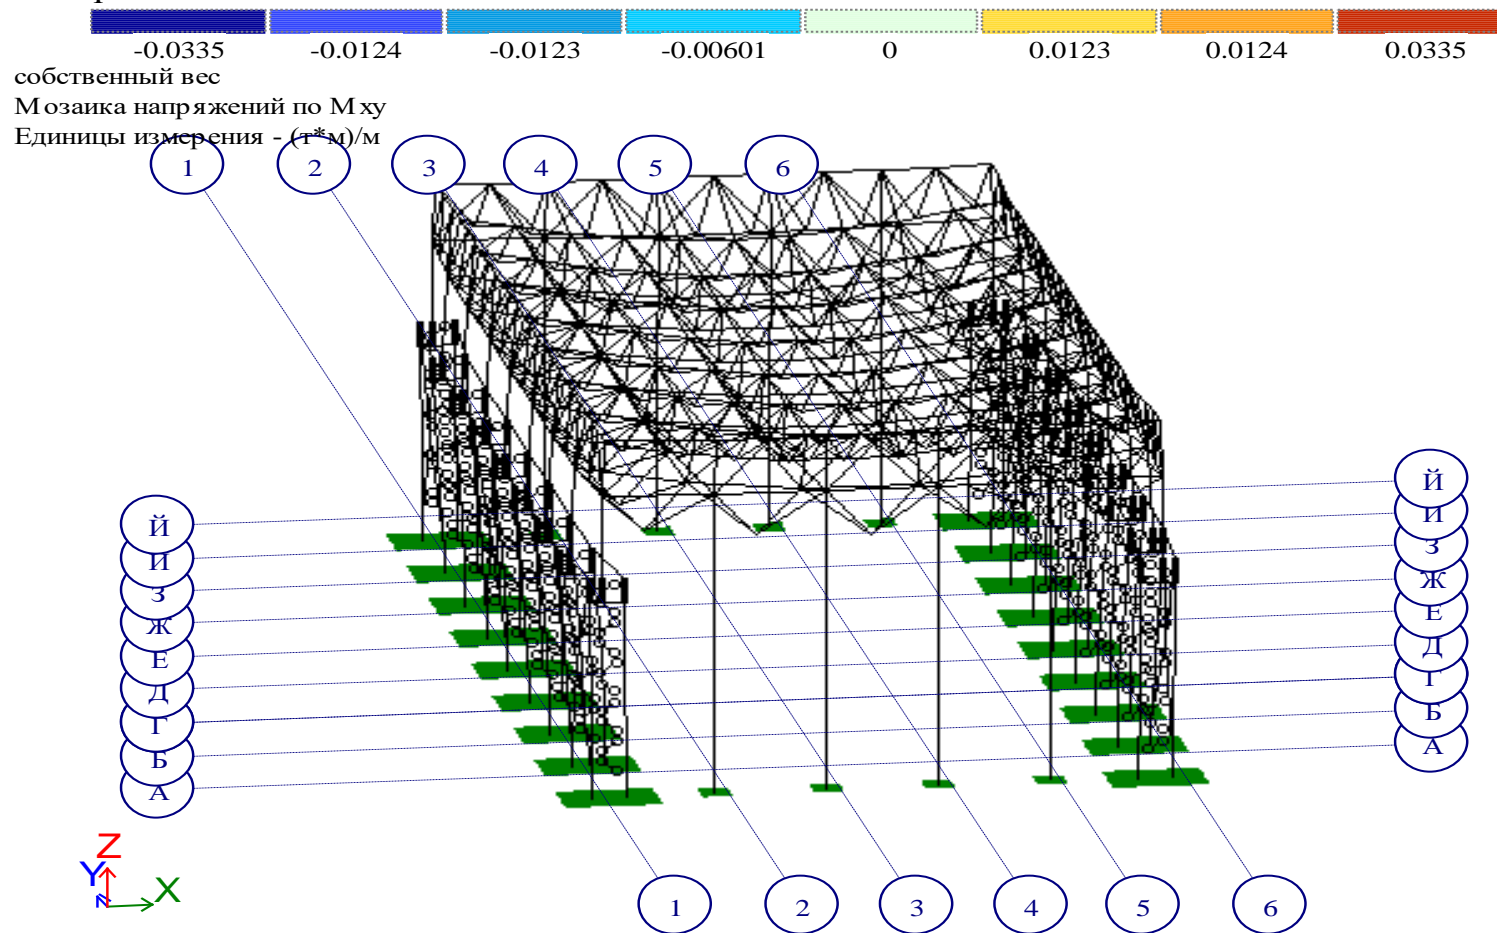 -0.0335 -0.0124 -0.0123 -0.00601 0 0.0123 0.0124 0.0335
собственный вес
Мозаика напряжений по Мxy
Единицы измерения - (т*м)/м
1 2 3 4 5 6
Й Й
И И
З З
Ж Ж
Е Е
Д Д
Г Г
Б Б
А А
Z
Y X
1 2 3 4 5 6